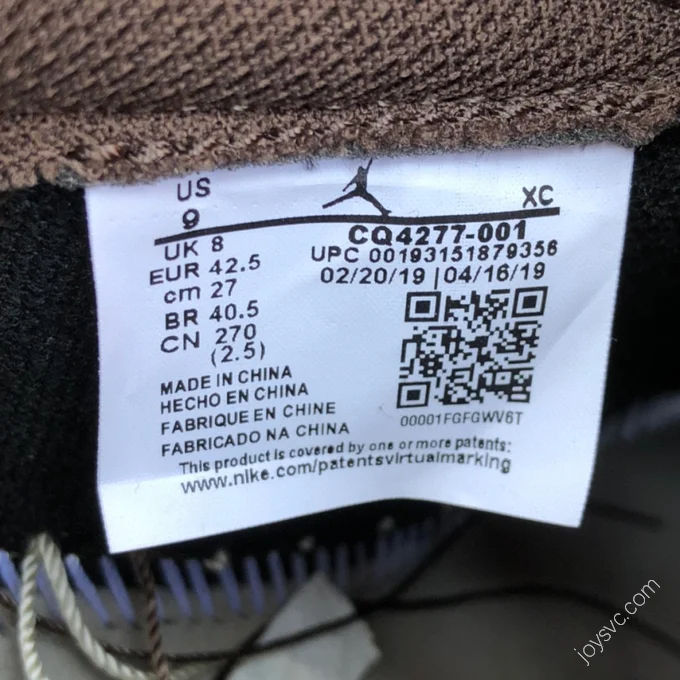 US
9
XC
CQ4277-001
UPC 00193151879356
02/20/19 | 04/16/19
UK 8
EUR 42.5
cm 27
BR 40.5
CN 270
(2.5)
00001FGFGWV6T
MADE IN CHINA
HECHO EN CHINA
FABRIQUE EN CHINE
FABRICADO NA CHINA
This product is covered by one or more patents:
www.nike.com/patentsvirtualmarking
joysvc.com